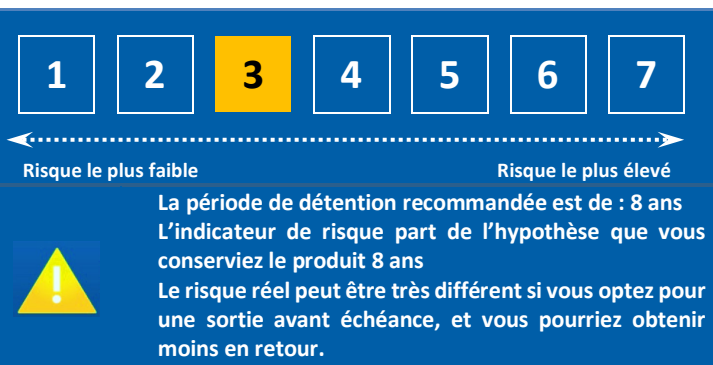 1 2 3 4 5 6 7
Risque le plus faible Risque le plus élevé
La période de détention recommandée est de : 8 ans
L'indicateur de risque part de l'hypothèse que vous
conserviez le produit 8 ans
Le risque réel peut être très différent si vous optez pour
une sortie avant échéance, et vous pourriez obtenir
moins en retour.